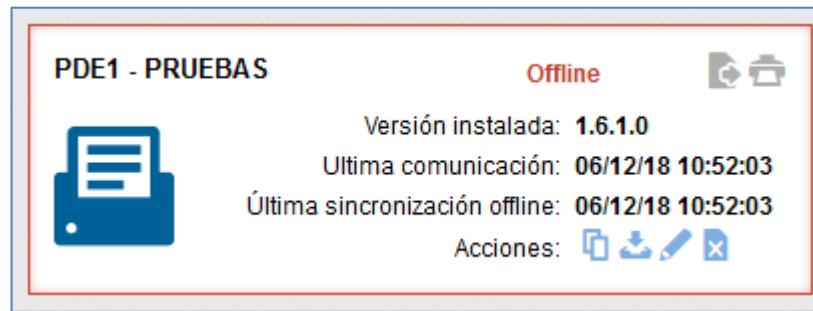 PDE1 - PRUEBAS Offline
Versión instalada: 1.6.1.0
Ultima comunicación: 06/12/18 10:52:03
Última sincronización offline: 06/12/18 10:52:03
Acciones: